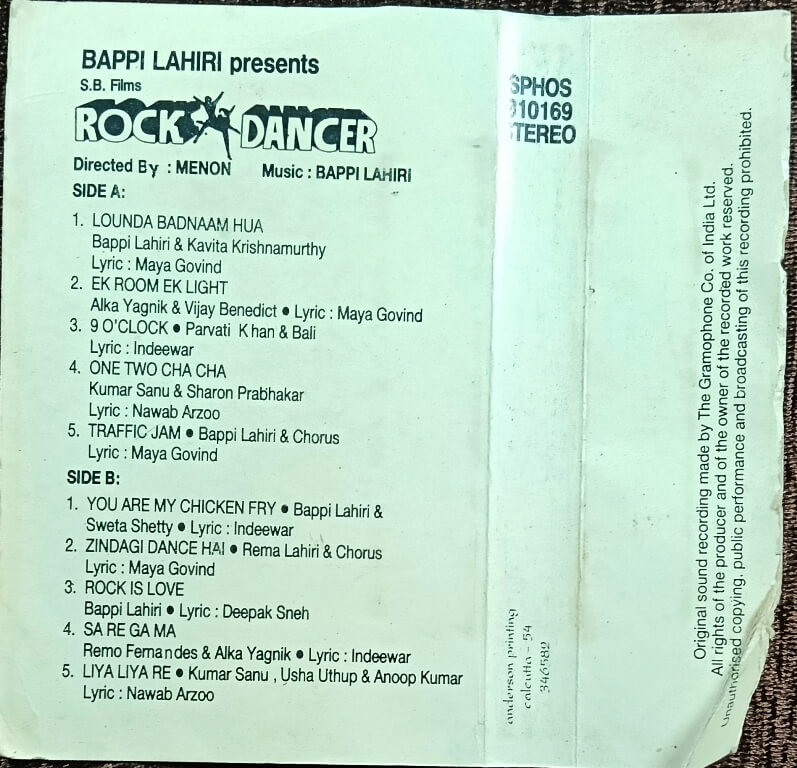 BAPPI LAHIRI presents
S.B. Films
ROCK DANCER
Directed By : MENON Music : BAPPI LAHIRI
SIDE A:
1. LOUNDA BADNAAM HUA
Bappi Lahiri & Kavita Krishnamurthy
Lyric : Maya Govind
2. EK ROOM EK LIGHT
Alka Yagnik & Vijay Benedict ● Lyric : Maya Govind
3. 9 O'CLOCK ● Parvati Khan & Bali
Lyric : Indeewar
4. ONE TWO CHA CHA
Kumar Sanu & Sharon Prabhakar
Lyric : Nawab Arzoo
5. TRAFFIC JAM ● Bappi Lahiri & Chorus
Lyric : Maya Govind
SIDE B:
1. YOU ARE MY CHICKEN FRY ● Bappi Lahiri &
Sweta Shetty ● Lyric : Indeewar
2. ZINDAGI DANCE HAI ● Rema Lahiri & Chorus
Lyric : Maya Govind
3. ROCK IS LOVE
Bappi Lahiri ● Lyric : Deepak Sneh
4. SA RE GA MA
Remo Fernandes & Alka Yagnik ● Lyric : Indeewar
5. LIYA LIYA RE ● Kumar Sanu , Usha Uthup & Anoop Kumar
Lyric : Nawab Arzoo
SPHOS
810169
STEREO
anderson printing
calcutta - 54
346582
Original sound recording made by The Gramophone Co. of India Ltd.
All rights of the producer and of the owner of the recorded work reserved.
Unauthorised copying, public performance and broadcasting of this recording prohibited.